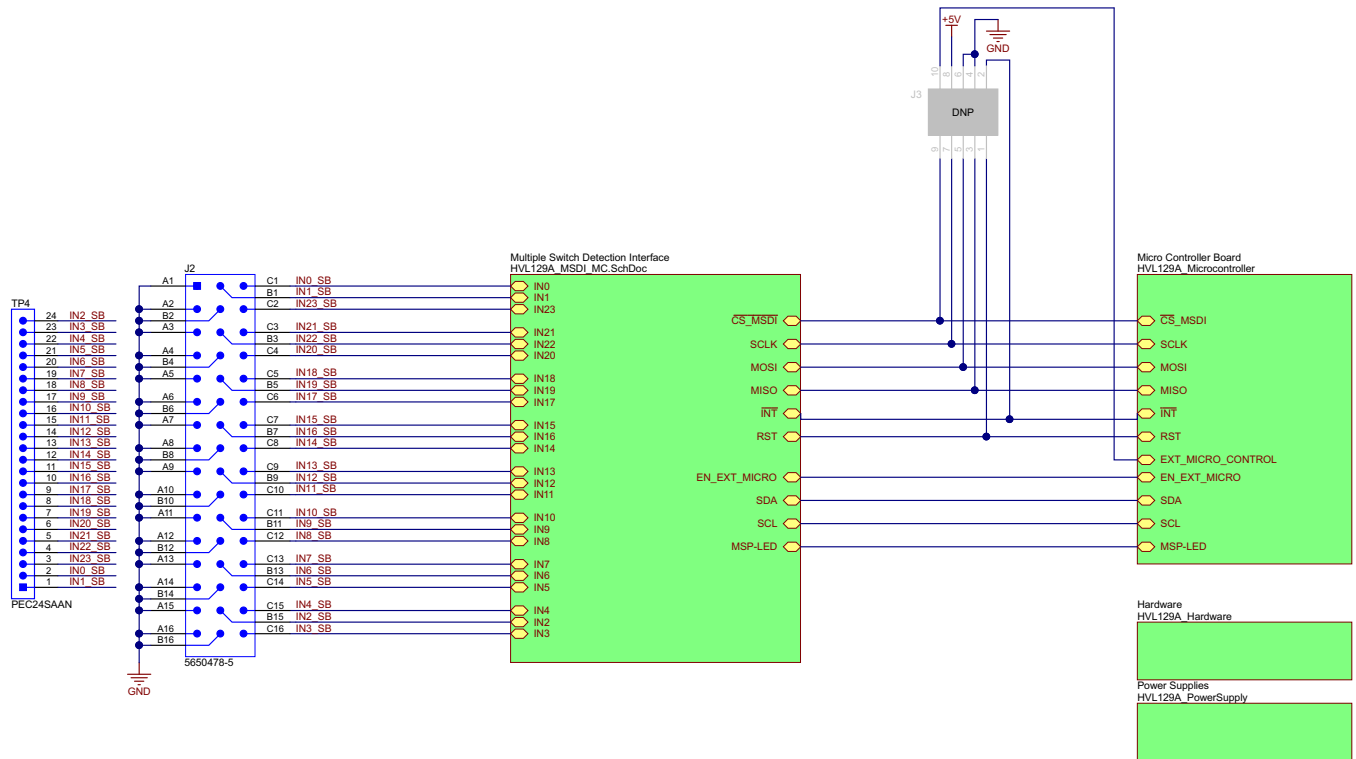 +5V
GND
10
8
6
4
2
J3
DNP
9
7
5
3
1
TP4
24 IN2_SB
23 IN3_SB
22 IN4_SB
21 IN5_SB
20 IN6_SB
19 IN7_SB
18 IN8_SB
17 IN9_SB
16 IN10_SB
15 IN11_SB
14 IN12_SB
13 IN13_SB
12 IN14_SB
11 IN15_SB
10 IN16_SB
9 IN17_SB
8 IN18_SB
7 IN19_SB
6 IN20_SB
5 IN21_SB
4 IN22_SB
3 IN23_SB
2 IN0_SB
1 IN1_SB
PEC24SAAN
J2
A1
A2
B2
A3
A4
B4
A5
A6
B6
A7
A8
B8
A9
A10
B10
A11
A12
B12
A13
A14
B14
A15
A16
B16
5650478-5
GND
C1 IN0_SB
B1 IN1_SB
C2 IN23_SB
C3 IN21_SB
B3 IN22_SB
C4 IN20_SB
C5 IN18_SB
B5 IN19_SB
C6 IN17_SB
C7 IN15_SB
B7 IN16_SB
C8 IN14_SB
C9 IN13_SB
B9 IN12_SB
C10 IN11_SB
C11 IN10_SB
B11 IN9_SB
C12 IN8_SB
C13 IN7_SB
B13 IN6_SB
C14 IN5_SB
C15 IN4_SB
B15 IN2_SB
C16 IN3_SB
Multiple Switch Detection Interface
HVL129A_MSDI_MC.SchDoc
IN0
IN1
IN23
IN21
IN22
IN20
IN18
IN19
IN17
IN15
IN16
IN14
IN13
IN12
IN11
IN10
IN9
IN8
IN7
IN6
IN5
IN4
IN2
IN3
CS_MSDI
SCLK
MOSI
MISO
INT
RST
EN_EXT_MICRO
SDA
SCL
MSP-LED
Micro Controller Board
HVL129A_Microcontroller
CS_MSDI
SCLK
MOSI
MISO
INT
RST
EXT_MICRO_CONTROL
EN_EXT_MICRO
SDA
SCL
MSP-LED
Hardware
HVL129A_Hardware
Power Supplies
HVL129A_PowerSupply